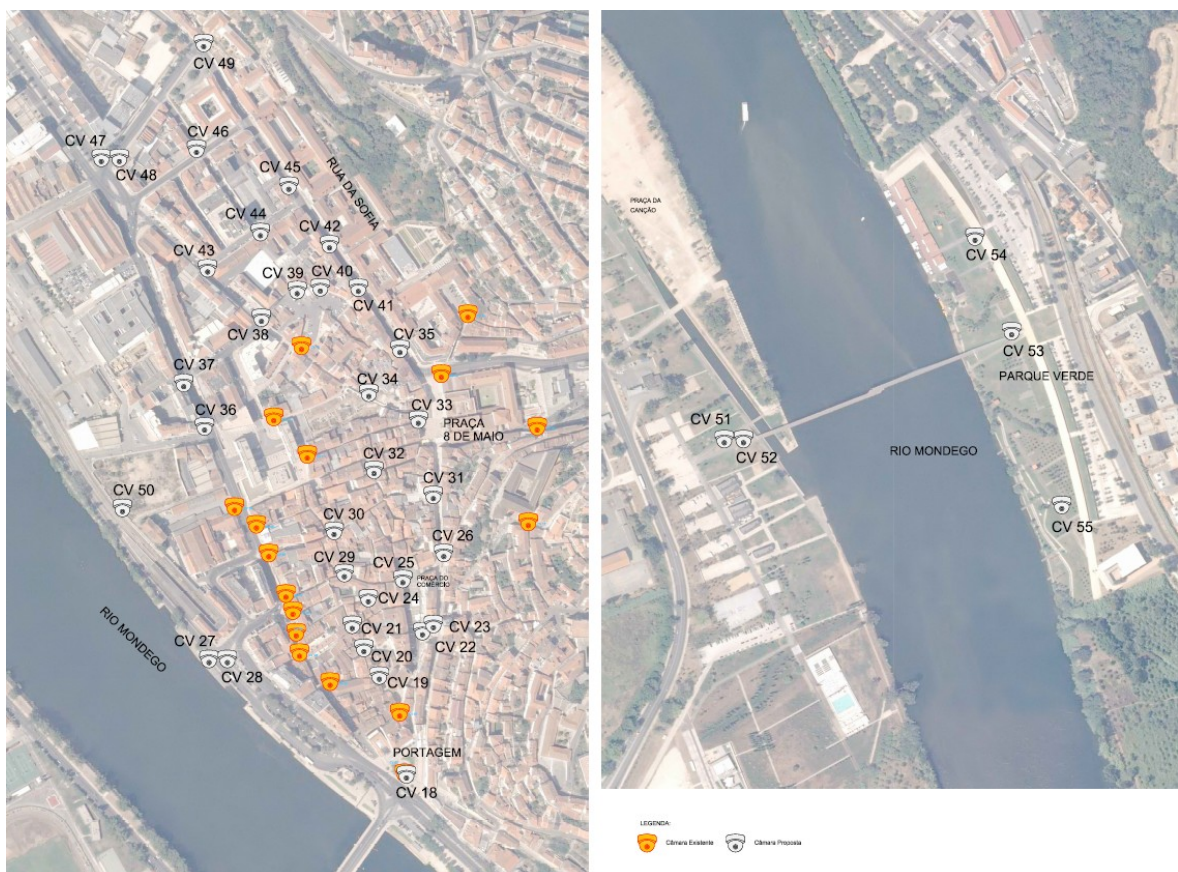 CV 49
CV 46
CV 47
CV 48
CV 45
RUA DA SOFIA
CV 44
CV 42
CV 43
CV 39
CV 40
CV 41
CV 38
CV 35
CV 37
CV 34
CV 33
CV 36
PRAÇA
8 DE MAIO
CV 32
CV 31
CV 50
CV 30
CV 26
CV 29
CV 25
PRAÇA DO
COMÉRCIO
CV 24
CV 21
CV 23
CV 22
CV 20
RIO MONDEGO
CV 27
CV 28
CV 19
PORTAGEM
CV 18
PRAÇA DA
CANÇÃO
CV 54
CV 53
PARQUE VERDE
CV 51
CV 52
RIO MONDEGO
CV 55
LEGENDA:
Câmara Existente
Câmara Proposta